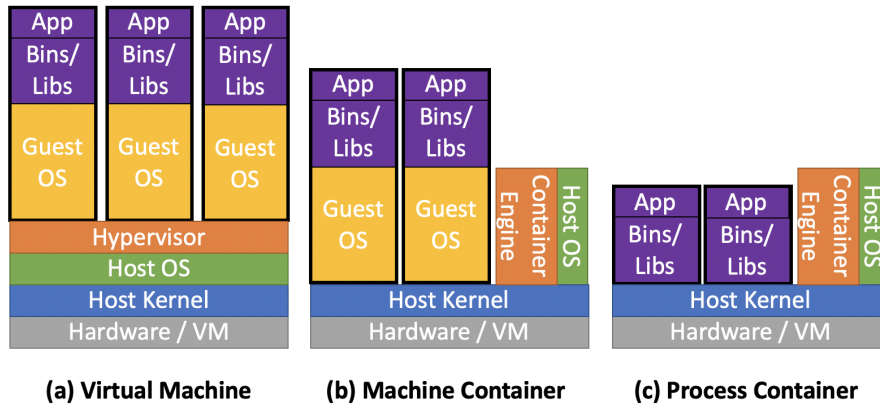 App
Bins/
Libs
Guest
OS
App
Bins/
Libs
Guest
OS
App
Bins/
Libs
Guest
OS
Hypervisor
Host OS
Host Kernel
Hardware / VM
(a) Virtual Machine
App
Bins/
Libs
Guest
OS
App
Bins/
Libs
Guest
OS
Container
Engine
Host OS
Host Kernel
Hardware / VM
(b) Machine Container
App
Bins/
Libs
App
Bins/
Libs
Container
Engine
Host OS
Host Kernel
Hardware / VM
(c) Process Container